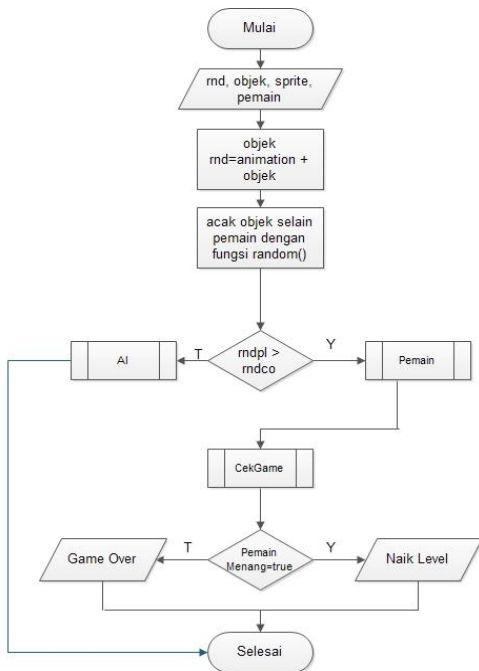 Mulai
rnd, objek, sprite,
pemain
objek
rnd=animation +
objek
acak objek selain
pemain dengan
fungsi random()
AI
T
rndpl >
rndco
Y
Pemain
CekGame
Game Over
T
Pemain
Menang=true
Y
Naik Level
Selesai